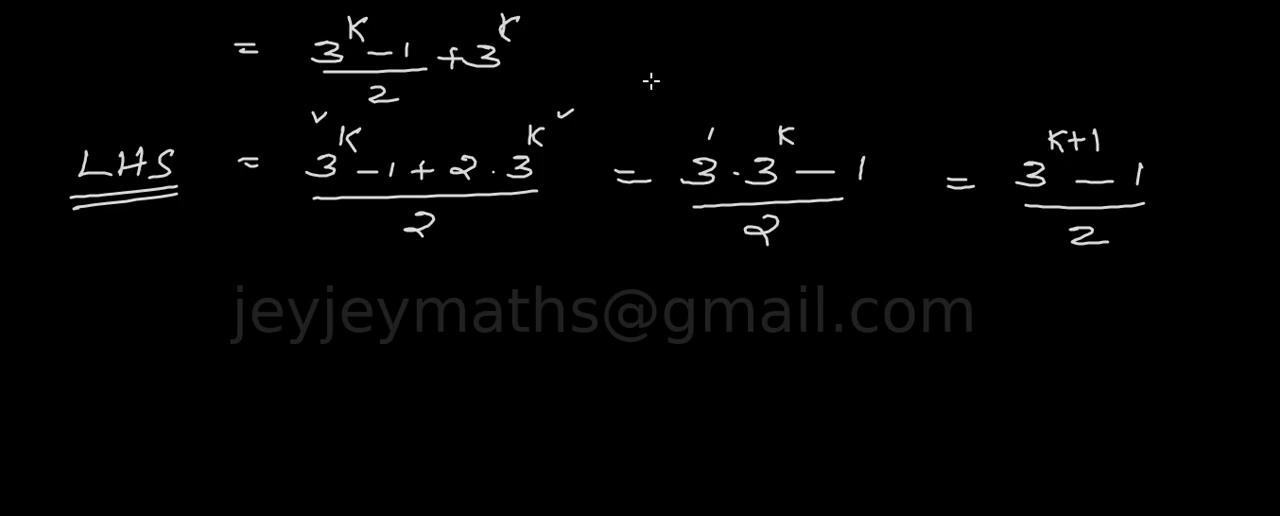 = (3^K - 1)/2 + 3^K
LHS = (3^K - 1 + 2 . 3^K)/2 = (3^1 . 3^K - 1)/2 = (3^(K+1) - 1)/2
jeyjeymaths@gmail.com